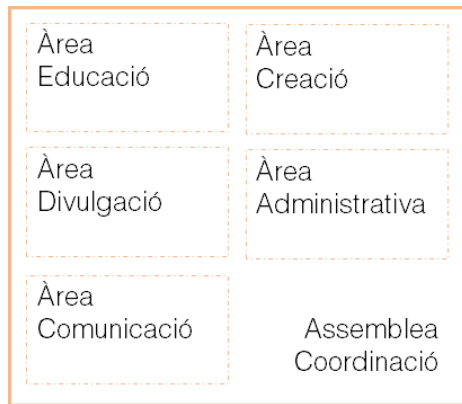 Àrea
Educació
Àrea
Creació
Àrea
Divulgació
Àrea
Administrativa
Àrea
Comunicació
Assemblea
Coordinació